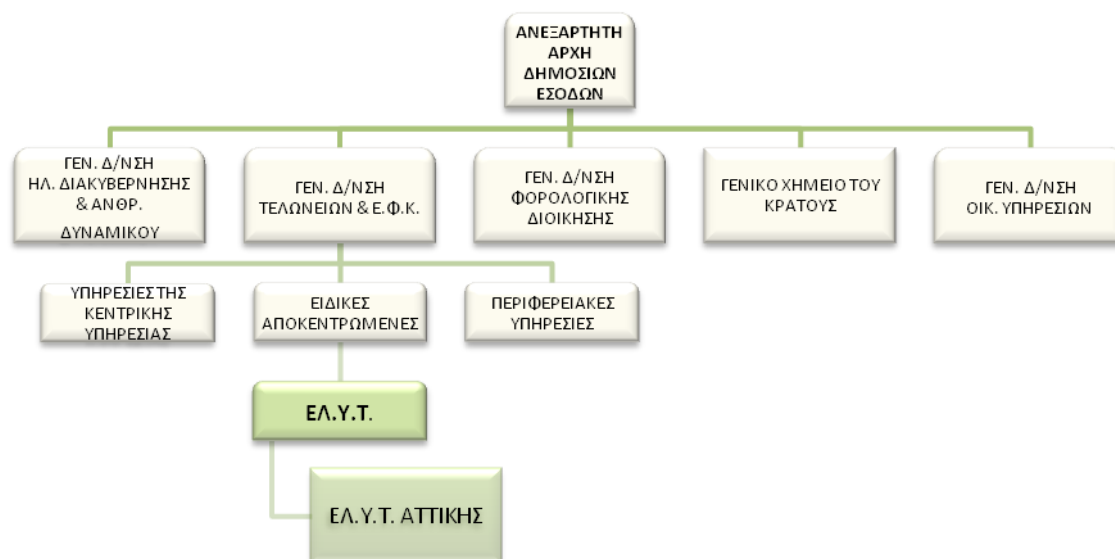 ΑΝΕΞΑΡΤΗΤΗ
ΑΡΧΗ
ΔΗΜΟΣΙΩΝ
ΕΣΟΔΩΝ
ΓΕΝ. Δ/ΝΣΗ
ΗΛ. ΔΙΑΚΥΒΕΡΝΗΣΗΣ
& ΑΝΘΡ.
ΔΥΝΑΜΙΚΟΥ
ΓΕΝ. Δ/ΝΣΗ
ΤΕΛΩΝΕΙΩΝ & Ε.Φ.Κ.
ΓΕΝ. Δ/ΝΣΗ
ΦΟΡΟΛΟΓΙΚΗΣ
ΔΙΟΙΚΗΣΗΣ
ΓΕΝΙΚΟ ΧΗΜΕΙΟ ΤΟΥ
ΚΡΑΤΟΥΣ
ΓΕΝ. Δ/ΝΣΗ
ΟΙΚ. ΥΠΗΡΕΣΙΩΝ
ΥΠΗΡΕΣΙΕΣ ΤΗΣ
ΚΕΝΤΡΙΚΗΣ
ΥΠΗΡΕΣΙΑΣ
ΕΙΔΙΚΕΣ
ΑΠΟΚΕΝΤΡΩΜΕΝΕΣ
ΠΕΡΙΦΕΡΕΙΑΚΕΣ
ΥΠΗΡΕΣΙΕΣ
ΕΛ.Υ.Τ.
ΕΛ.Υ.Τ. ΑΤΤΙΚΗΣ